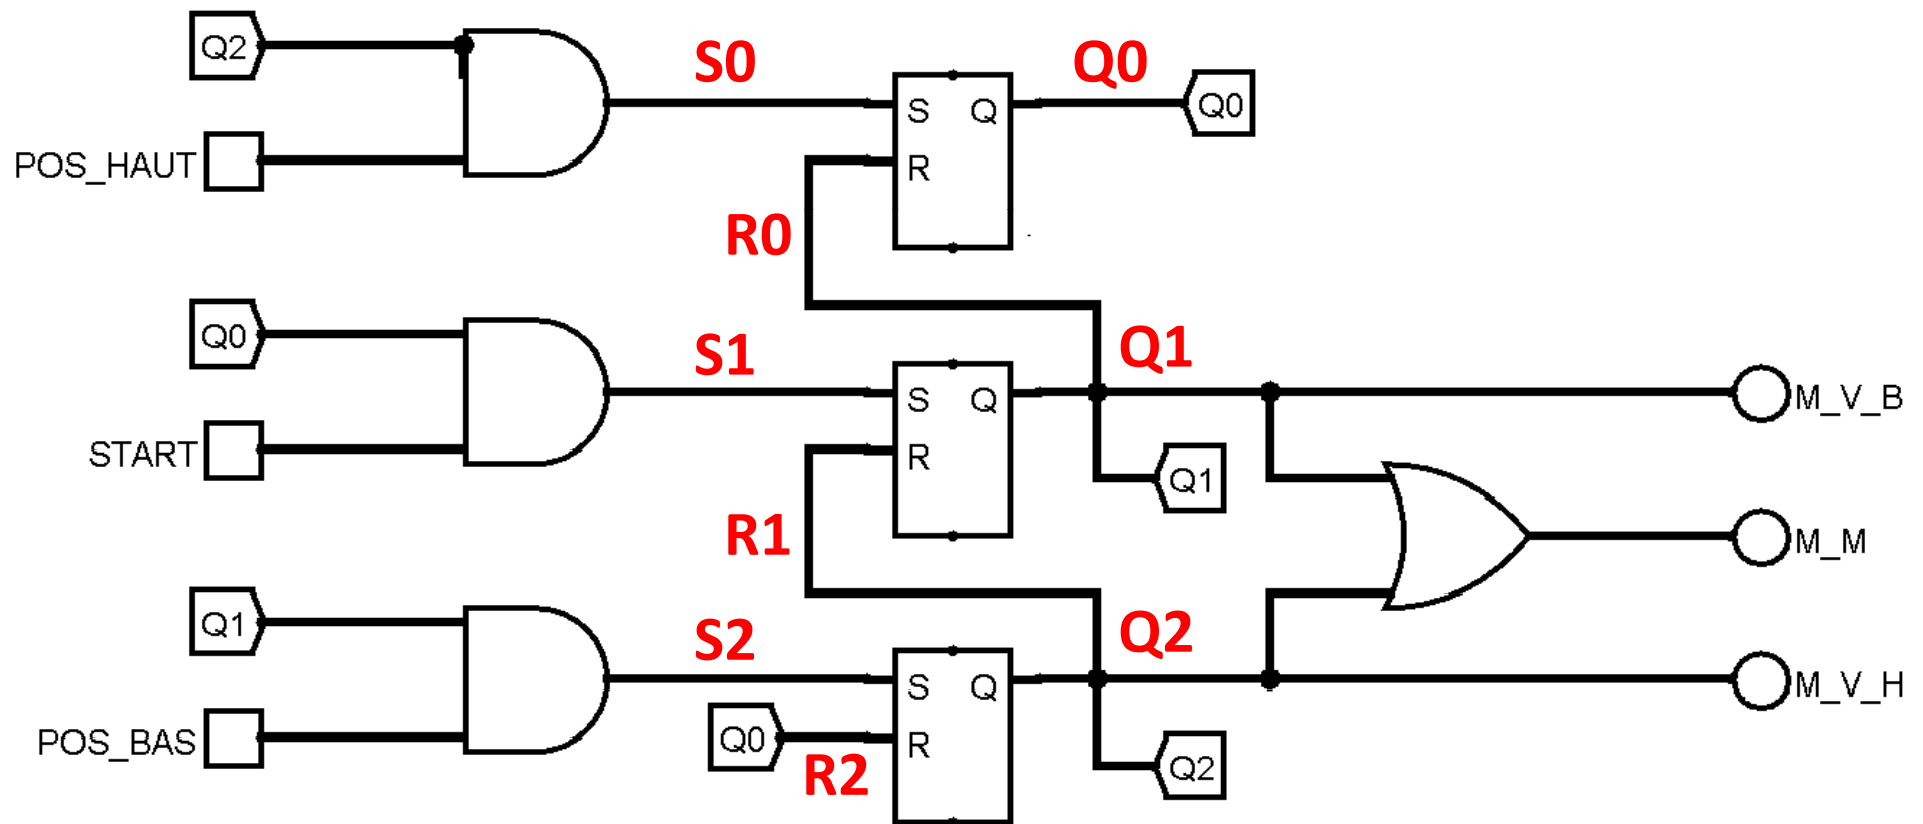 Q2
S0
Q0
S
Q
Q0
POS_HAUT
R
R0
Q0
S1
Q1
S
Q
M_V_B
START
R
Q1
R1
M_M
Q1
S2
Q2
S
Q
M_V_H
POS_BAS
Q0
R
R2
Q2